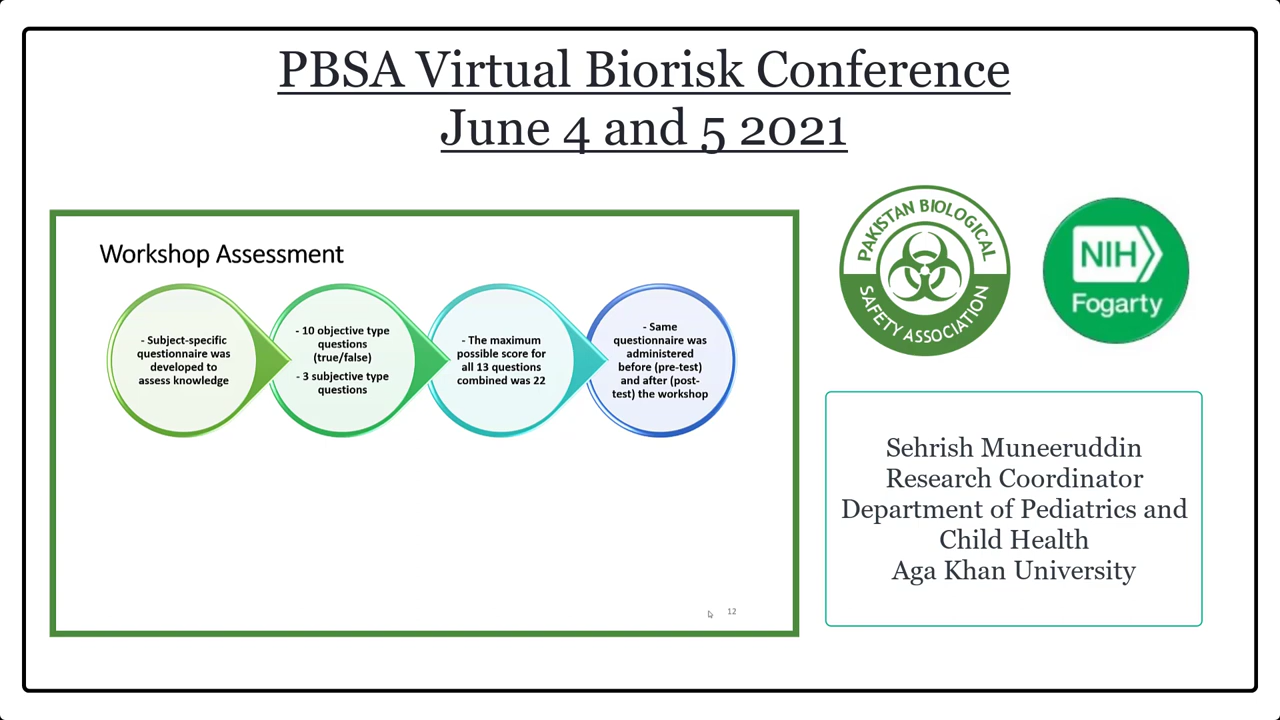 PBSA Virtual Biorisk Conference
June 4 and 5 2021
Workshop Assessment
- Subject-specific
questionnaire was
developed to
assess knowledge
- 10 objective type
questions
(true/false)
- 3 subjective type
questions
- The maximum
possible score for
all 13 questions
combined was 22
- Same
questionnaire was
administered
before (pre-test)
and after (post-
test) the workshop
12
PAKISTAN BIOLOGICAL
SAFETY ASSOCIATION
NIH
Fogarty
Sehrish Muneeruddin
Research Coordinator
Department of Pediatrics and
Child Health
Aga Khan University